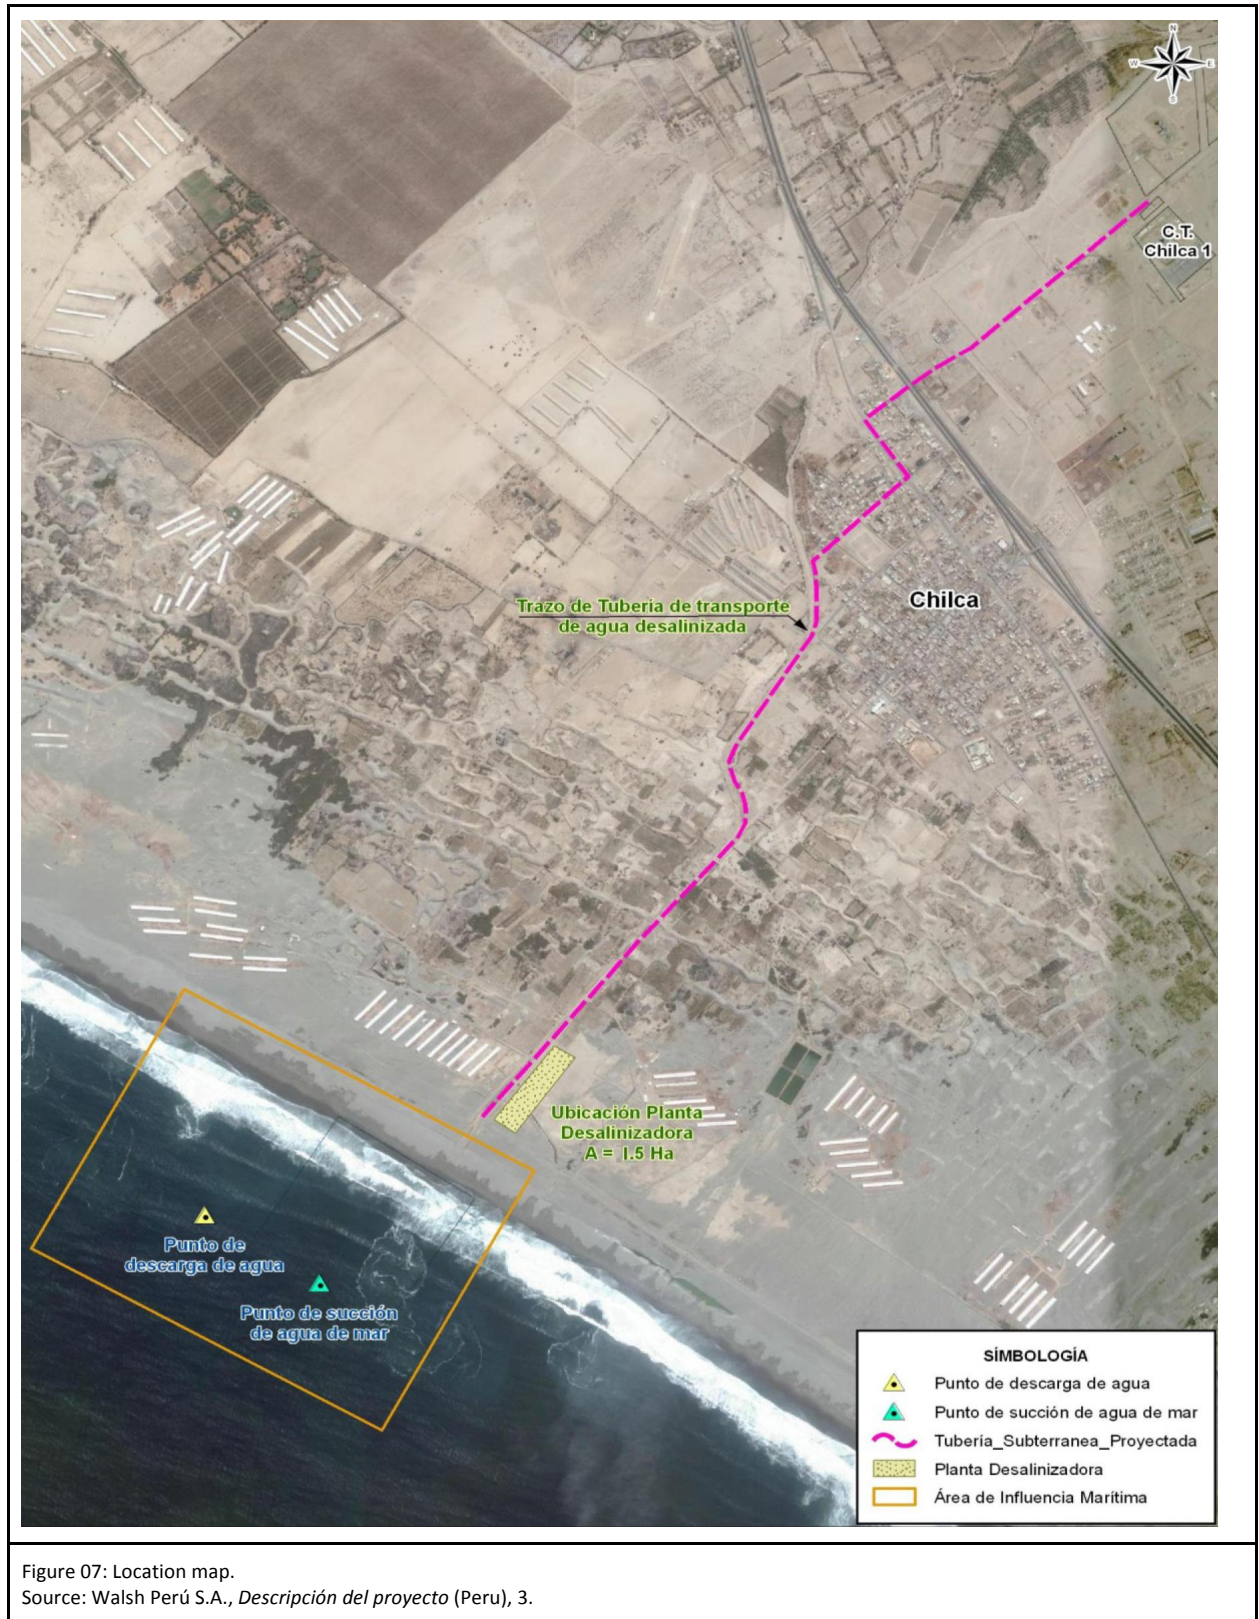 N
W
E
S
C.T.
Chilca 1
Trazo de Tubería de transporte
de agua desalinizada
Chilca
Ubicación Planta
Desalinizadora
A = 1.5 Ha
Punto de
descarga de agua
Punto de succión
de agua de mar
SÍMBOLOGÍA
Punto de descarga de agua
Punto de succión de agua de mar
Tubería_Subterranea_Proyectada
Planta Desalinizadora
Área de Influencia Marítima
Figure 07: Location map.
Source: Walsh Perú S.A., Descripción del proyecto (Peru), 3.